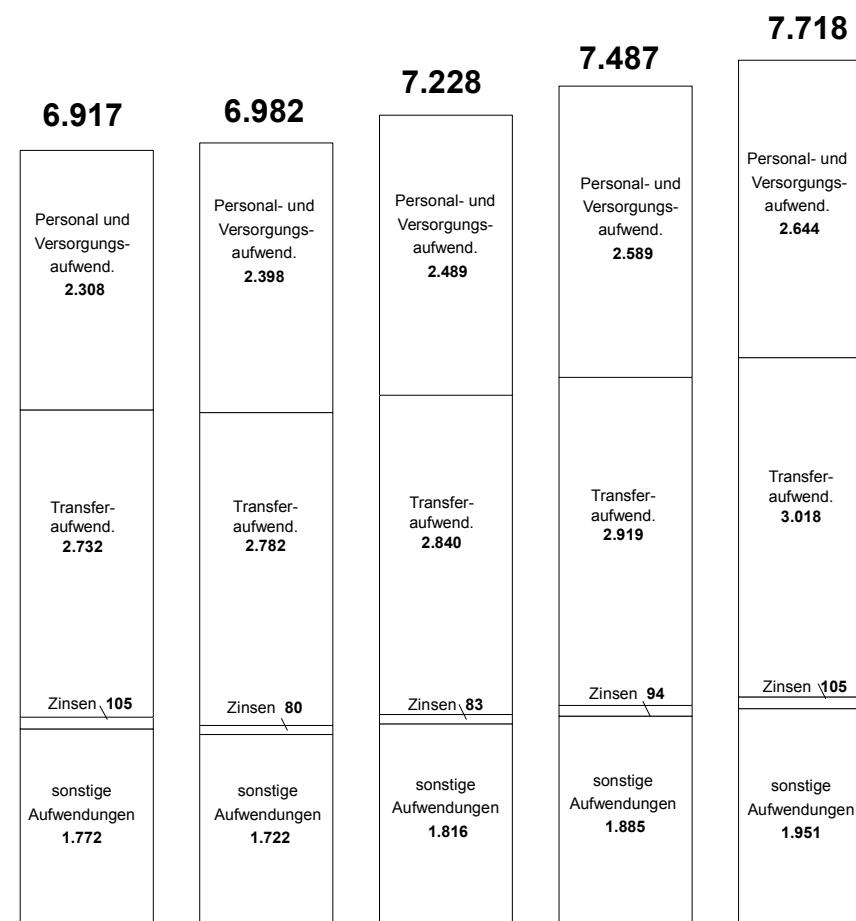 6.917
Personal und
Versorgungs-
aufwend.
2.308
Transfer-
aufwend.
2.732
Zinsen 105
sonstige
Aufwendungen
1.772
6.982
Personal- und
Versorgungs-
aufwend.
2.398
Transfer-
aufwend.
2.782
Zinsen 80
sonstige
Aufwendungen
1.722
7.228
Personal- und
Versorgungs-
aufwend.
2.489
Transfer-
aufwend.
2.840
Zinsen 83
sonstige
Aufwendungen
1.816
7.487
Personal- und
Versorgungs-
aufwend.
2.589
Transfer-
aufwend.
2.919
Zinsen 94
sonstige
Aufwendungen
1.885
7.718
Personal- und
Versorgungs-
aufwend.
2.644
Transfer-
aufwend.
3.018
Zinsen 105
sonstige
Aufwendungen
1.951